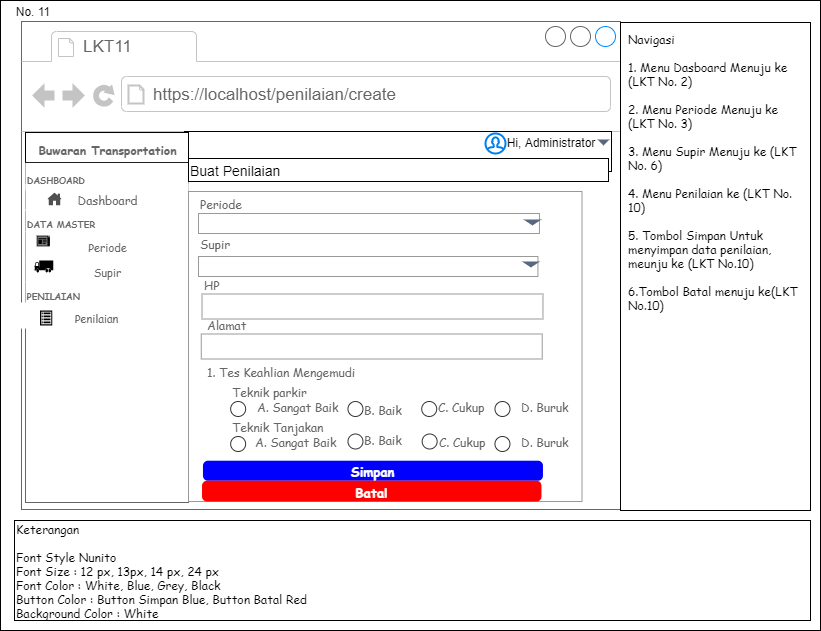 No. 11
LKT11
https://localhost/penilaian/create
Buwaran Transportation
Hi, Administrator
Buat Penilaian
DASHBOARD
Dashboard
DATA MASTER
Periode
Supir
PENILAIAN
Penilaian
Periode
Supir
HP
Alamat
1. Tes Keahlian Mengemudi
Teknik parkir
A. Sangat Baik B. Baik C. Cukup D. Buruk
Teknik Tanjakan
A. Sangat Baik B. Baik C. Cukup D. Buruk
Simpan
Batal
Navigasi
1. Menu Dasboard Menuju ke
(LKT No. 2)
2. Menu Periode Menuju ke
(LKT No. 3)
3. Menu Supir Menuju ke (LKT
No. 6)
4. Menu Penilaian ke (LKT No.
10)
5. Tombol Simpan Untuk
menyimpan data penilaian,
meunju ke (LKT No.10)
6.Tombol Batal menuju ke(LKT
No.10)
Keterangan
Font Style Nunito
Font Size : 12 px, 13px, 14 px, 24 px
Font Color : White, Blue, Grey, Black
Button Color : Button Simpan Blue, Button Batal Red
Background Color : White